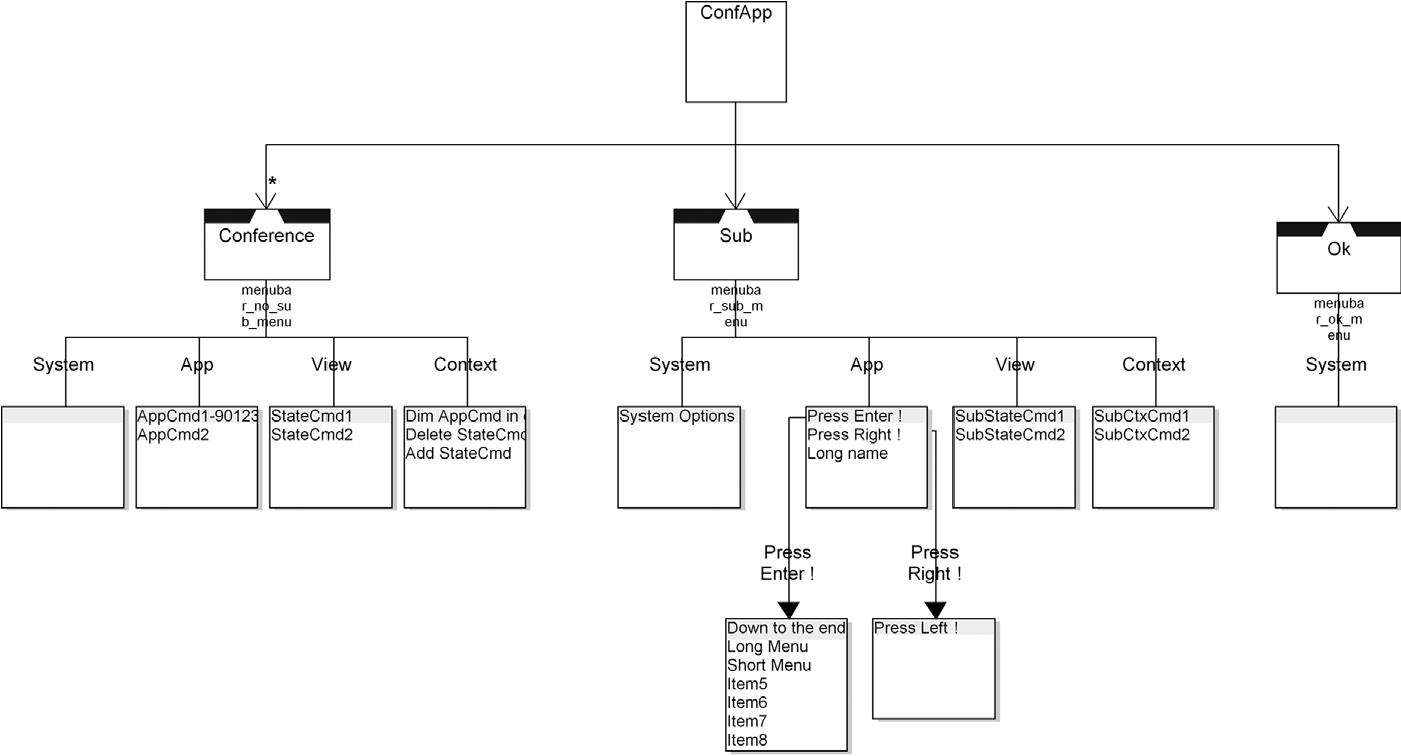 ConfApp
*
Conference
Sub
Ok
menuba
r_no_su
b_menu
menuba
r_sub_m
enu
menuba
r_ok_m
enu
System
App
View
Context
System
App
View
Context
System
AppCmd1-90123
AppCmd2
StateCmd1
StateCmd2
Dim AppCmd in
Delete StateCmd
Add StateCmd
System Options
Press Enter !
Press Right !
Long name
SubStateCmd1
SubStateCmd2
SubCtxCmd1
SubCtxCmd2
Press
Enter !
Press
Right !
Down to the end
Long Menu
Short Menu
Item5
Item6
Item7
Item8
Press Left !